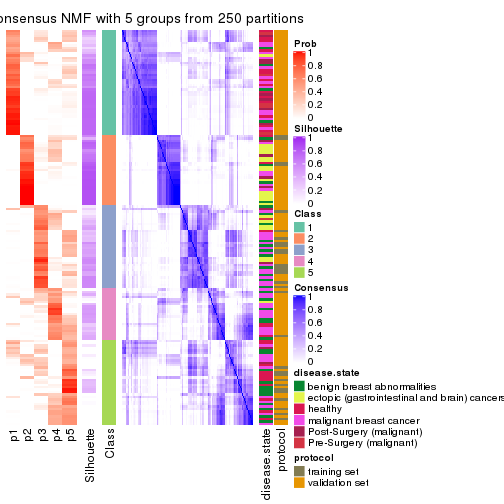 onsensus NMF with 5 groups from 250 partitions
Prob
1
0.8
0.6
0.4
0.2
0
Silhouette
1
0.8
0.6
0.4
0.2
0
Class
1
2
3
4
5
Consensus
1
0.8
0.6
0.4
0.2
0
disease.state
benign breast abnormalities
ectopic (gastrointestinal and brain) cancers
healthy
malignant breast cancer
Post-Surgery (malignant)
Pre-Surgery (malignant)
protocol
training set
validation set
p1
p2
p3
p4
p5
Silhouette
Class
disease.state
protocol